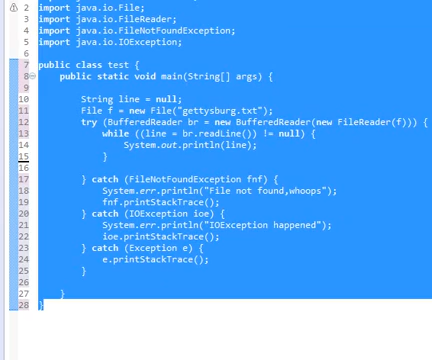 2 import java.io.File;
3 import java.io.FileReader;
4 import java.io.FileNotFoundException;
5 import java.io.IOException;
6
7 public class test {
8 public static void main(String[] args) {
9
10 String line = null;
11 File f = new File("gettysburg.txt");
12 try (BufferedReader br = new BufferedReader(new FileReader(f))) {
13 while ((line = br.readLine()) != null) {
14 System.out.println(line);
15 }
16
17 } catch (FileNotFoundException fnf) {
18 System.err.println("File not found,whoops");
19 fnf.printStackTrace();
20 } catch (IOException ioe) {
21 System.err.println("IOException happened");
22 ioe.printStackTrace();
23 } catch (Exception e) {
24 e.printStackTrace();
25 }
26
27 }
28 }